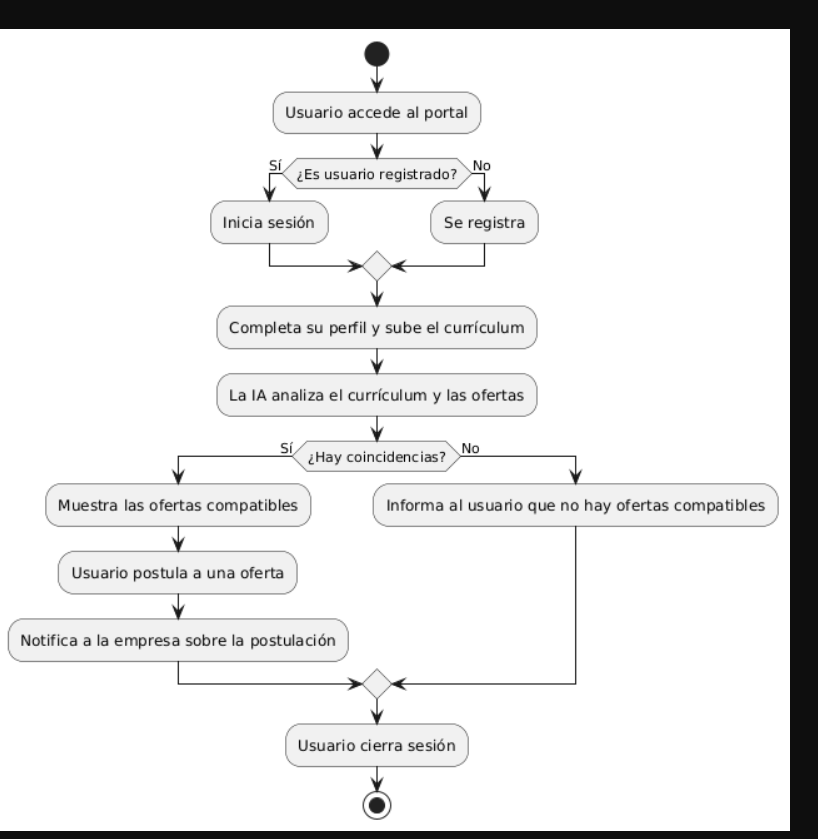 Usuario accede al portal
Sí
¿Es usuario registrado?
No
Inicia sesión
Se registra
Completa su perfil y sube el currículum
La IA analiza el currículum y las ofertas
Sí
¿Hay coincidencias?
No
Muestra las ofertas compatibles
Informa al usuario que no hay ofertas compatibles
Usuario postula a una oferta
Notifica a la empresa sobre la postulación
Usuario cierra sesión